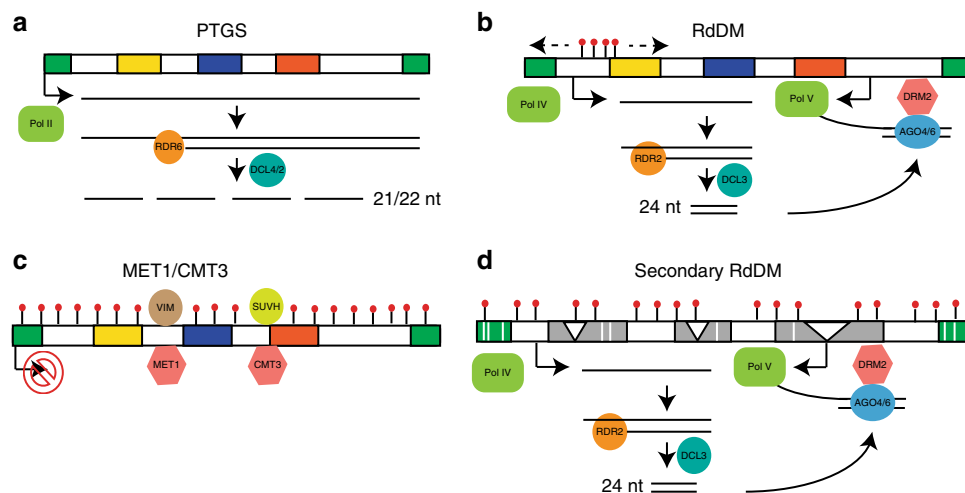 a
PTGS
Pol II
RDR6
DCL4/2
21/22 nt
b
RdDM
Pol IV
Pol V
DRM2
AGO4/6
RDR2
DCL3
24 nt
c
MET1/CMT3
VIM
SUVH
MET1
CMT3
d
Secondary RdDM
Pol IV
Pol V
DRM2
AGO4/6
RDR2
DCL3
24 nt